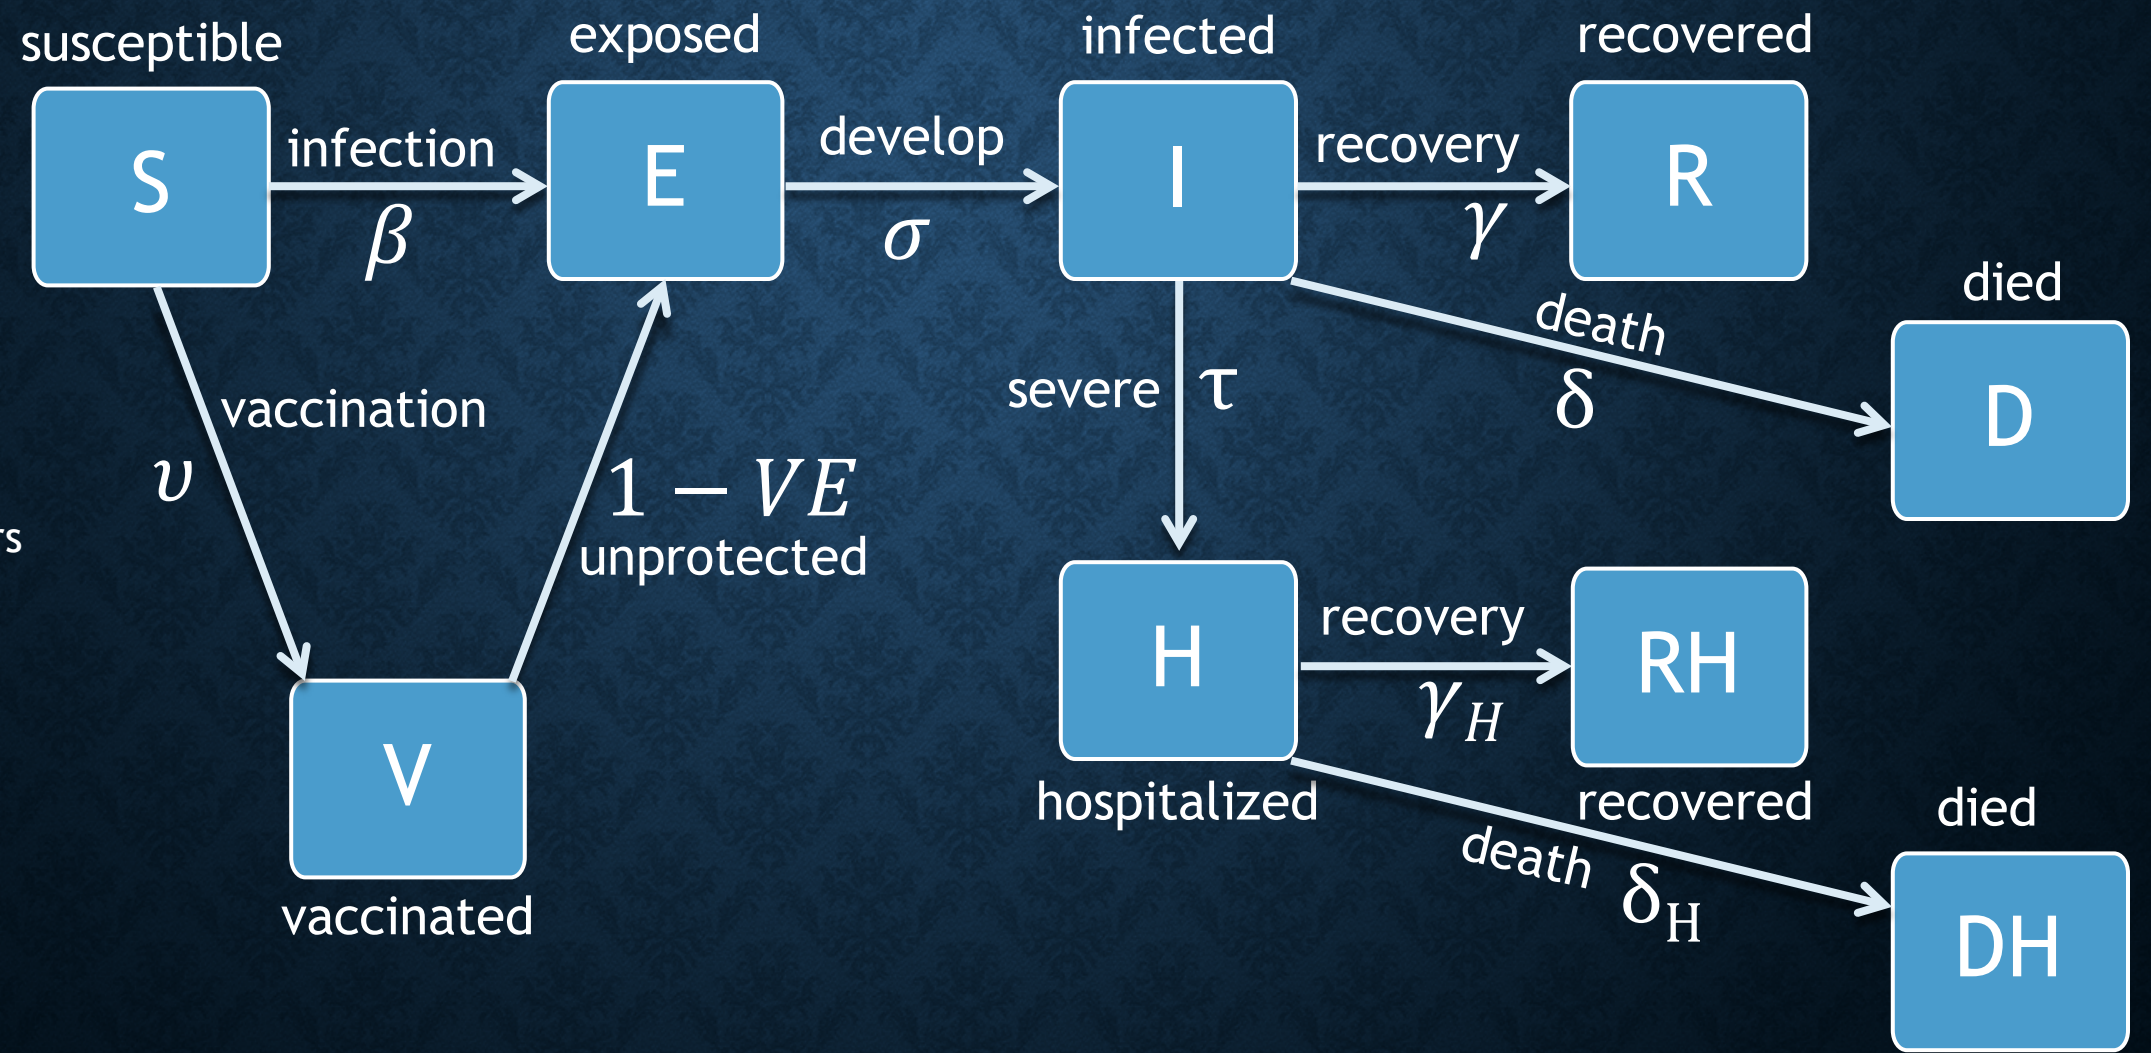 susceptible
exposed
infected
recovered
S
infection
β
E
develop
σ
I
recovery
γ
R
died
death
δ
D
vaccination
υ
1 − VE
unprotected
severe
τ
rs
V
vaccinated
H
hospitalized
recovery
γH
RH
recovered
death δH
died
DH